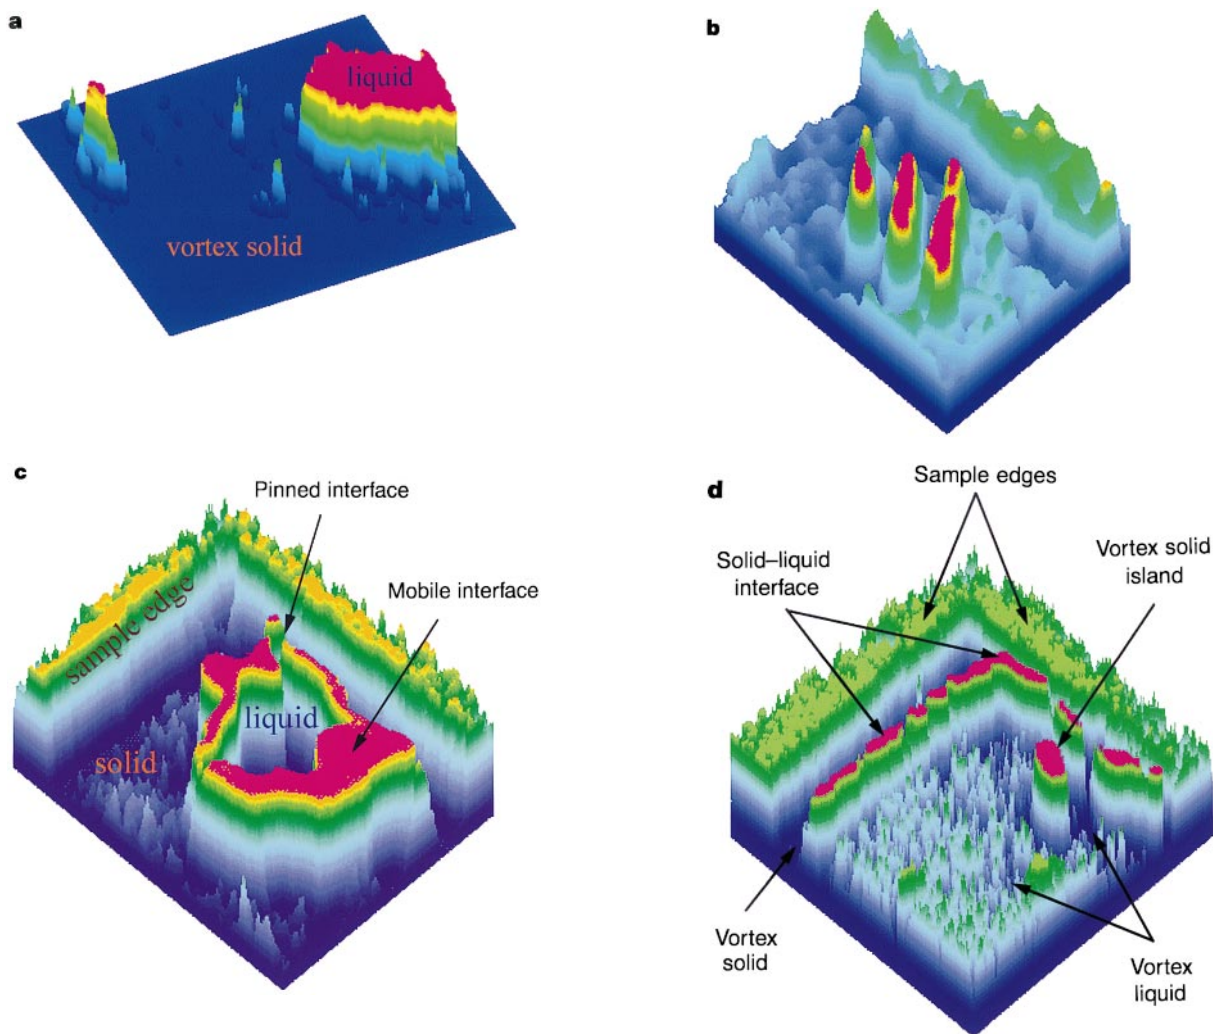 a
liquid
vortex solid
b
c
Pinned interface
Mobile interface
sample edge
liquid
solid
d
Sample edges
Solid–liquid
interface
Vortex solid
island
Vortex
solid
Vortex
liquid